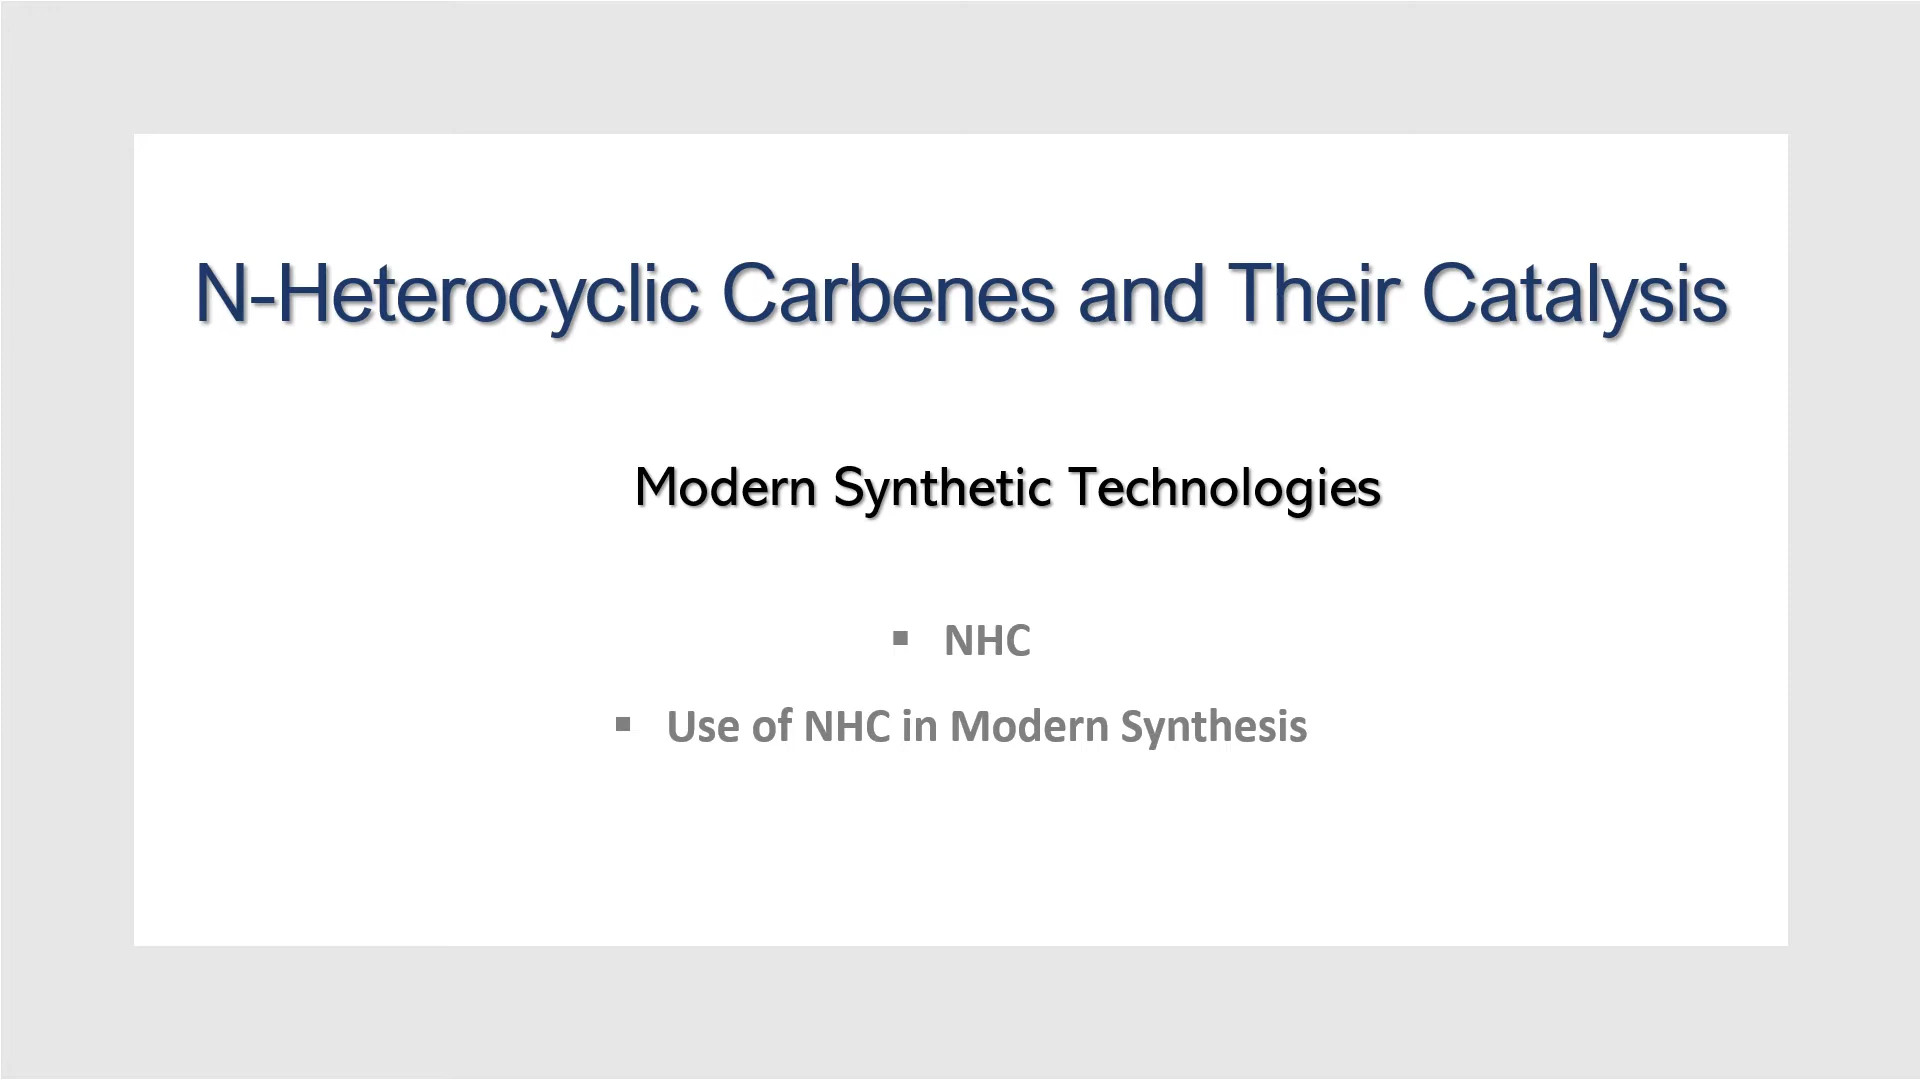 N-Heterocyclic Carbenes and Their Catalysis
Modern Synthetic Technologies
▪ NHC
▪ Use of NHC in Modern Synthesis